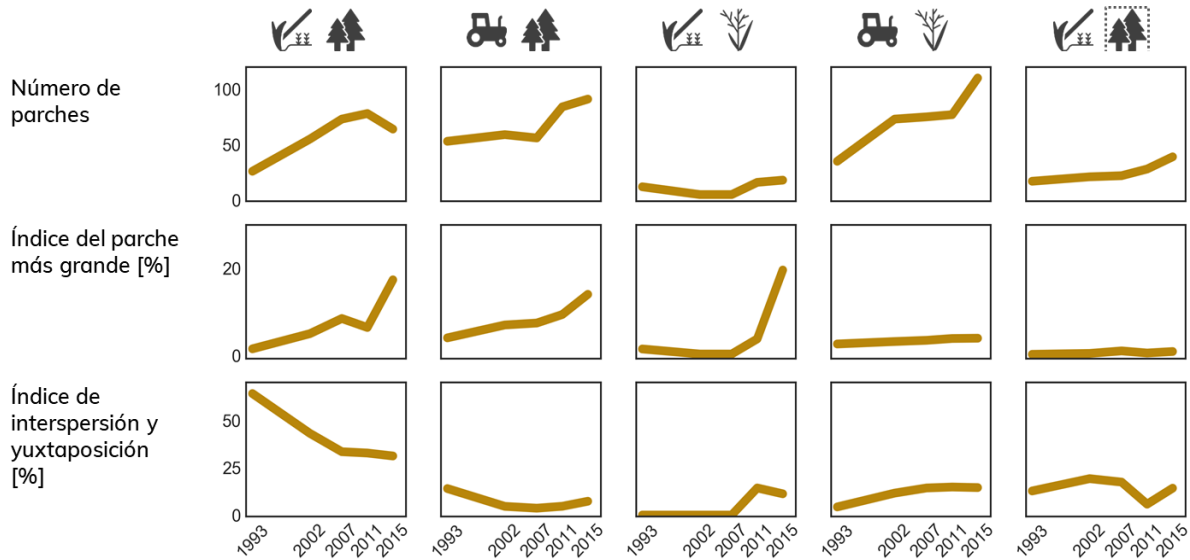 Número de
parches
100
50
0
Índice del parche
más grande [%]
20
0
Índice de
interspersión y
yuxtaposición
[%]
50
25
0
1993 2002 2007 2011 2015
1993 2002 2007 2011 2015
1993 2002 2007 2011 2015
1993 2002 2007 2011 2015
1993 2002 2007 2011 2015